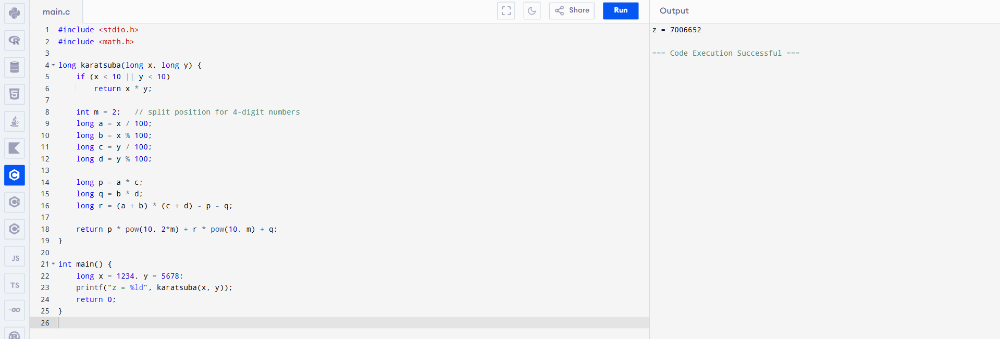 main.c
Share
Run
Output
1 #include <stdio.h>
2 #include <math.h>
3
4 long karatsuba(long x, long y) {
5     if (x < 10 || y < 10)
6         return x * y;
7
8     int m = 2;   // split position for 4-digit numbers
9     long a = x / 100;
10     long b = x % 100;
11     long c = y / 100;
12     long d = y % 100;
13
14     long p = a * c;
15     long q = b * d;
16     long r = (a + b) * (c + d) - p - q;
17
18     return p * pow(10, 2*m) + r * pow(10, m) + q;
19 }
20
21 int main() {
22     long x = 1234, y = 5678;
23     printf("z = %ld", karatsuba(x, y));
24     return 0;
25 }
26
z = 7006652
=== Code Execution Successful ===
R
5
C
C
C
JS
TS
GO
R